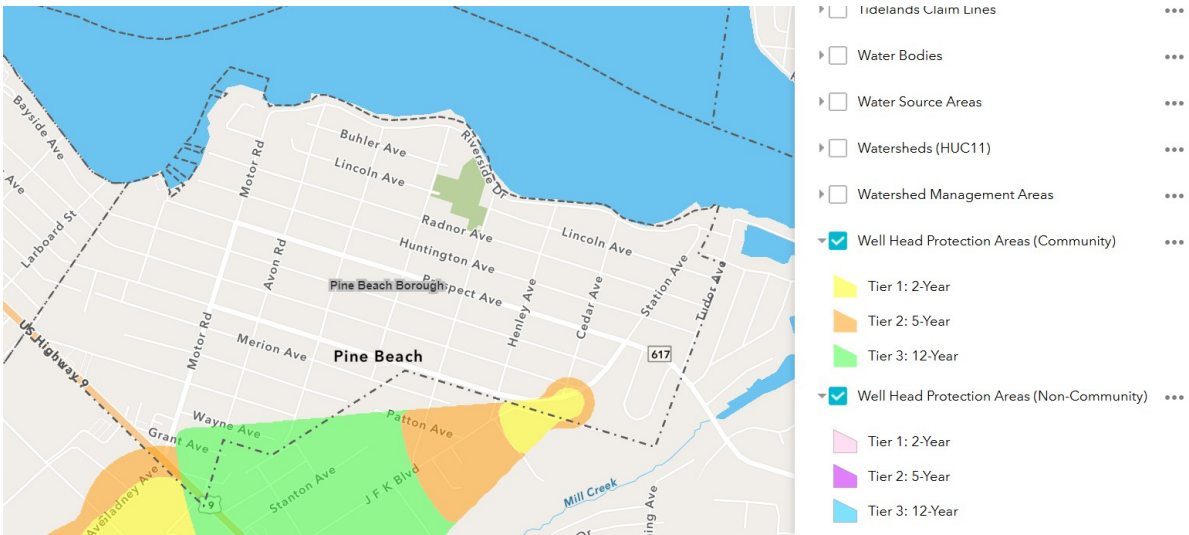 Bayside Ave
Ave
Larboard St
US Highway 9
Motor Rd
Buhler Ave
Lincoln Ave
Riverside Dr
Radnor Ave
Huntington Ave
Lincoln Ave
Avon Rd
Pine Beach Borough
spect Ave
Henley Ave
Cedar Ave
Station Ave
Tudor Ave
Motor Rd
Merion Ave
Pine Beach
617
Wayne Ave
Grant Ave
Patton Ave
Stanton Ave
J F K Blvd
9
Mill Creek
ing Ave
Dr
Tidelands Claim Lines
Water Bodies
Water Source Areas
Watersheds (HUC11)
Watershed Management Areas
Well Head Protection Areas (Community)
Tier 1: 2-Year
Tier 2: 5-Year
Tier 3: 12-Year
Well Head Protection Areas (Non-Community)
Tier 1: 2-Year
Tier 2: 5-Year
Tier 3: 12-Year